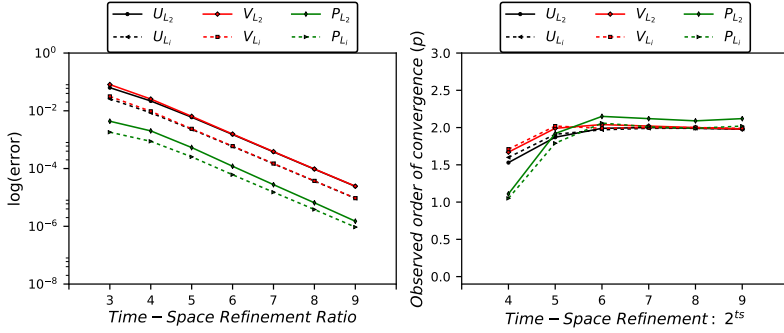 U_{L_2} V_{L_2} P_{L_2}
U_{L_i} V_{L_i} P_{L_i}
log(error)
10^0
10^{-2}
10^{-4}
10^{-6}
10^{-8}
3 4 5 6 7 8 9
Time − Space Refinement Ratio
U_{L_2} V_{L_2} P_{L_2}
U_{L_i} V_{L_i} P_{L_i}
Observed order of convergence (p)
3.0
2.5
2.0
1.5
1.0
0.5
0.0
4 5 6 7 8 9
Time − Space Refinement: 2^{ts}